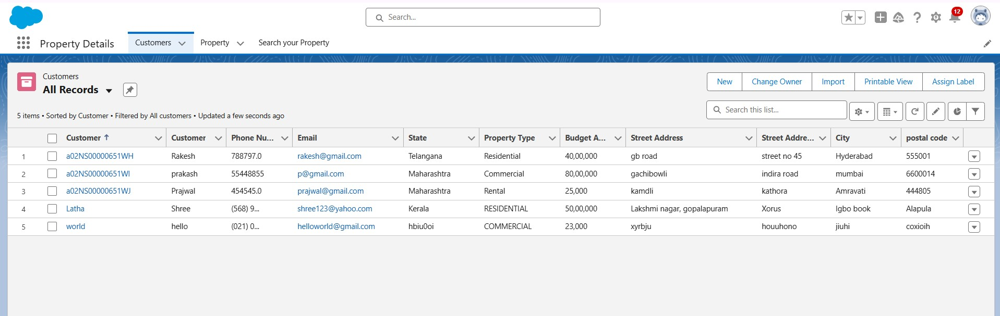 Search...
12
Property Details Customers Property Search your Property
Customers
All Records
New Change Owner Import Printable View Assign Label
5 items • Sorted by Customer • Filtered by All customers • Updated a few seconds ago
Search this list...
Customer ↑ Customer Phone Nu... Email State Property Type Budget A... Street Address Street Addre... City postal code
1 a02NS00000651WH Rakesh 788797.0 rakesh@gmail.com Telangana Residential 40,00,000 gb road street no 45 Hyderabad 555001
2 a02NS00000651WI prakash 55448855 p@gmail.com Maharashtra Commercial 80,00,000 gachibowli indira road mumbai 6600014
3 a02NS00000651WJ Prajwal 454545.0 prajwal@gmail.com Maharashtra Rental 25,000 kamdli kathora Amravati 444805
4 Latha Shree (568) 9... shree123@yahoo.com Kerala RESIDENTIAL 50,00,000 Lakshmi nagar, gopalapuram Xorus Igbo book Alapula
5 world hello (021) 0... helloworld@gmail.com hbiu0oi COMMERCIAL 23,000 xyrbju houuhono jiuhi coxioih